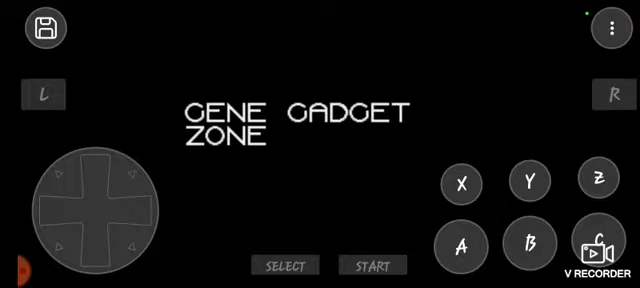 L
R
GENE GADGET
ZONE
X
Y
Z
A
B
C
SELECT
START
V RECORDER